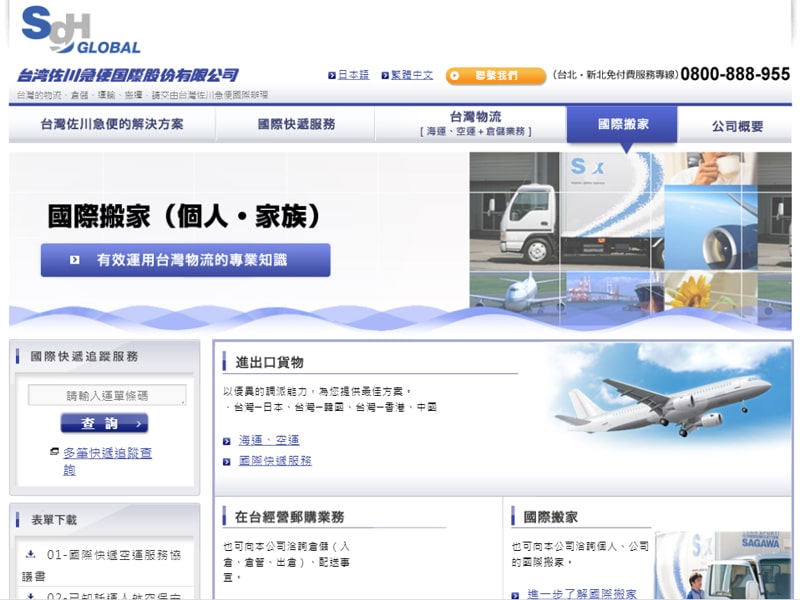 SGH
GLOBAL
台湾佐川急便国際股份有限公司
台灣的物流、倉儲、運輸、搬運，請交由台灣佐川急便國際辦理
日本語
繁體中文
聯繫我們
(台北・新北免付費服務專線)
0800-888-955
台灣佐川急便的解決方案
國際快遞服務
台灣物流
[ 海運、空運＋倉儲業務 ]
國際搬家
公司概要
國際搬家（個人・家族）
有效運用台灣物流的專業知識
國際快遞追蹤服務
請輸入運單條碼
查 詢
多筆快遞追蹤查
詢
表單下載
01-國際快遞空運服務協
議書
02-已知託運人航空保安
進出口貨物
以優異的調派能力，為您提供最佳方案。
・台灣─日本、台灣─韓國、台灣─香港、中國
海運、空運
國際快遞服務
在台經營郵購業務
也可向本公司洽詢倉儲（入
倉、倉管、出倉）、配送事
宜。
國際搬家
也可向本公司洽詢個人、公司
的國際搬家。
進一步了解國際搬家
SAGAWA